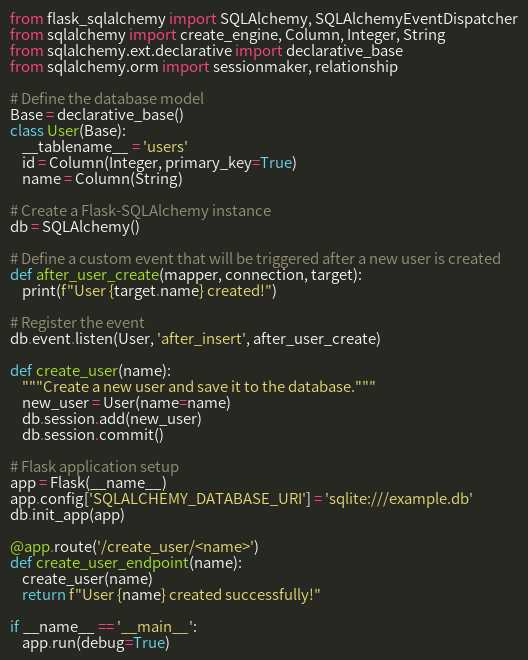 from flask_sqlalchemy import SQLAlchemy, SQLAlchemyEventDispatcher
from sqlalchemy import create_engine, Column, Integer, String
from sqlalchemy.ext.declarative import declarative_base
from sqlalchemy.orm import sessionmaker, relationship

# Define the database model
Base = declarative_base()
class User(Base):
    __tablename__ = 'users'
    id = Column(Integer, primary_key=True)
    name = Column(String)

# Create a Flask-SQLAlchemy instance
db = SQLAlchemy()

# Define a custom event that will be triggered after a new user is created
def after_user_create(mapper, connection, target):
    print(f"User {target.name} created!")

# Register the event
db.event.listen(User, 'after_insert', after_user_create)

def create_user(name):
    """Create a new user and save it to the database."""
    new_user = User(name=name)
    db.session.add(new_user)
    db.session.commit()

# Flask application setup
app = Flask(__name__)
app.config['SQLALCHEMY_DATABASE_URI'] = 'sqlite:///example.db'
db.init_app(app)

@app.route('/create_user/<name>')
def create_user_endpoint(name):
    create_user(name)
    return f"User {name} created successfully!"

if __name__ == '__main__':
    app.run(debug=True)